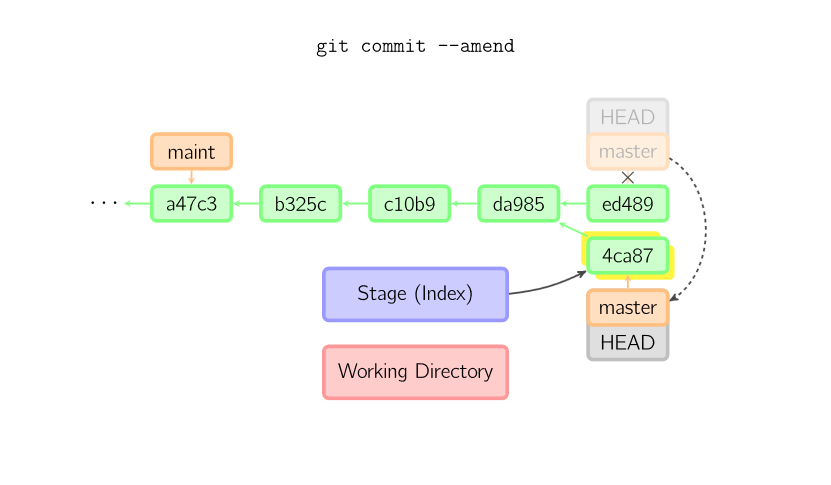 git commit --amend
HEAD
maint
master
... a47c3 b325c c10b9 da985 ed489
4ca87
Stage (Index)
master
HEAD
Working Directory